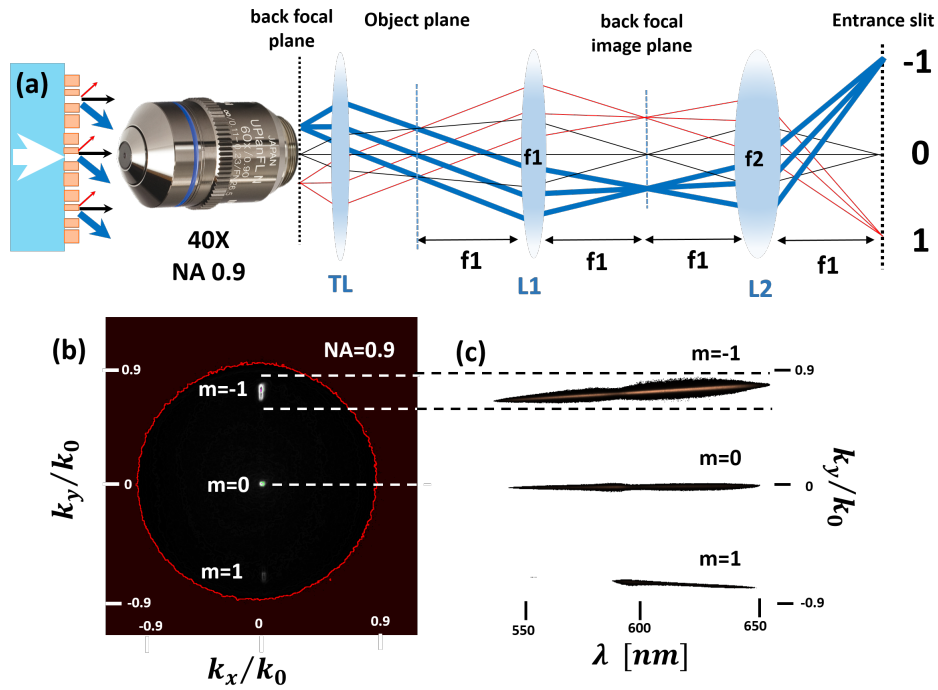 back focal
plane
Object plane
back focal
image plane
Entrance slit
(a)
-1
0
1
f1
f2
JAPAN
UPlanFL N
40X
NA 0.9
TL
f1
L1
f1
f1
L2
f1
(b)
NA=0.9
m=-1
m=0
m=1
0.9
0
-0.9
k_y/k_0
-0.9
0
0.9
k_x/k_0
(c)
m=-1
m=0
m=1
0.9
0
-0.9
k_y/k_0
550
600
650
λ [nm]